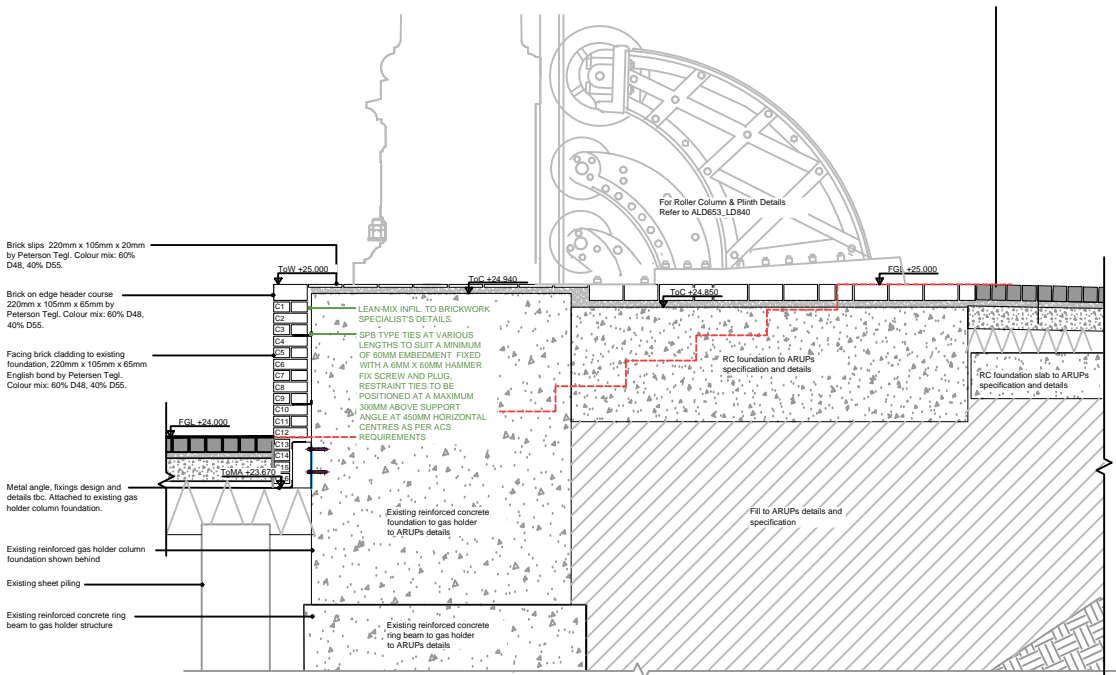 For Roller Column & Plinth Details
Refer to ALD653_LD840
Brick slips 220mm x 105mm x 20mm
by Peterson Tegl. Colour mix: 60%
D48, 40% D55.
ToW +25.000
ToC +24.940
FGL +25.000
Brick on edge header course
220mm x 105mm x 65mm by
Peterson Tegl. Colour mix: 60% D48,
40% D55.
ToC +24.850
C1
C2
C3
C4
C5
C6
C7
C8
C9
C10
C11
C12
C13
C14
C15
LEAN-MIX INFIL. TO BRICKWORK
SPECIALIST'S DETAILS.
SPB TYPE TIES AT VARIOUS
LENGTHS TO SUIT A MINIMUM
OF 60MM EMBEDMENT FIXED
WITH A 6MM X 60MM HAMMER
FIX SCREW AND PLUG,
RESTRAINT TIES TO BE
POSITIONED AT A MAXIMUM
300MM ABOVE SUPPORT
ANGLE AT 450MM HORIZONTAL
CENTRES AS PER ACS
REQUIREMENTS
Facing brick cladding to existing
foundation, 220mm x 105mm x 65mm
English bond by Petersen Tegl.
Colour mix: 60% D48, 40% D55.
RC foundation to ARUPs
specification and details
RC foundation slab to ARUPs
specification and details
FGL +24.000
ToMA +23.670
Metal angle, fixings design and
details tbc. Attached to existing gas
holder column foundation.
Existing reinforced concrete
foundation to gas holder
to ARUPs details
Fill to ARUPs details and
specification
Existing reinforced gas holder column
foundation shown behind
Existing sheet piling
Existing reinforced concrete ring
beam to gas holder structure
Existing reinforced concrete
ring beam to gas holder
to ARUPs details